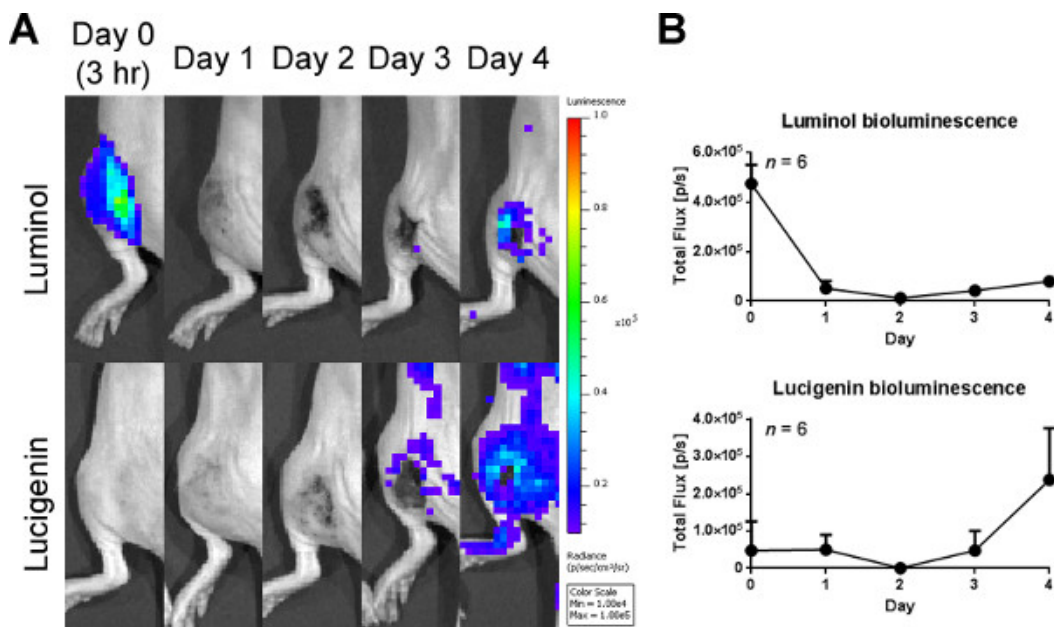 A
Day 0
(3 hr)
Day 1
Day 2
Day 3
Day 4
Luminol
Lucigenin
Luminescence
1.0
0.8
0.6
x10⁵
0.4
0.2
Radiance
(p/sec/cm²/sr)
Color Scale
Min = 1.00e4
Max = 1.00e5
B
Luminol bioluminescence
n = 6
Total Flux [p/s]
6.0×10⁵
4.0×10⁵
2.0×10⁵
0
0 1 2 3 4
Day
Lucigenin bioluminescence
n = 6
Total Flux [p/s]
4.0×10⁵
3.0×10⁵
2.0×10⁵
1.0×10⁵
0
0 1 2 3 4
Day